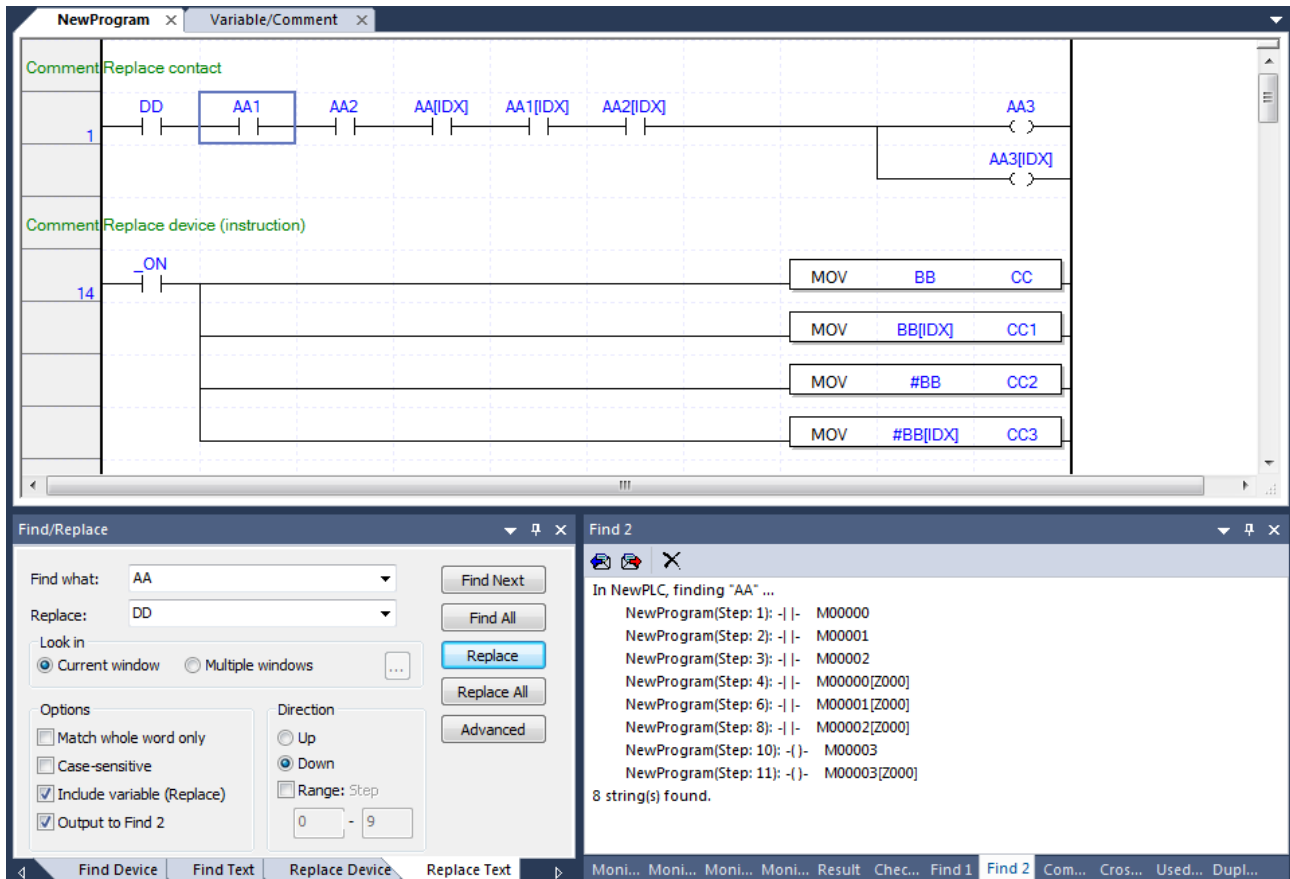 NewProgram Variable/Comment
Comment Replace contact
DD AA1 AA2 AA[IDX] AA1[IDX] AA2[IDX] AA3
1
AA3[IDX]
Comment Replace device (instruction)
_ON
14 MOV BB CC
MOV BB[IDX] CC1
MOV #BB CC2
MOV #BB[IDX] CC3
Find/Replace
Find what: AA Find Next
Replace: DD Find All
Look in
Current window Multiple windows ... Replace
Replace All
Options Direction
Match whole word only Up Advanced
Case-sensitive Down
Include variable (Replace) Range: Step
Output to Find 2 0 - 9
Find Device Find Text Replace Device Replace Text
Find 2
In NewPLC, finding "AA" ...
NewProgram(Step: 1): -| |- M00000
NewProgram(Step: 2): -| |- M00001
NewProgram(Step: 3): -| |- M00002
NewProgram(Step: 4): -| |- M00000[Z000]
NewProgram(Step: 6): -| |- M00001[Z000]
NewProgram(Step: 8): -| |- M00002[Z000]
NewProgram(Step: 10): -( )- M00003
NewProgram(Step: 11): -( )- M00003[Z000]
8 string(s) found.
Moni... Moni... Moni... Moni... Result Chec... Find 1 Find 2 Com... Cros... Used... Dupl...